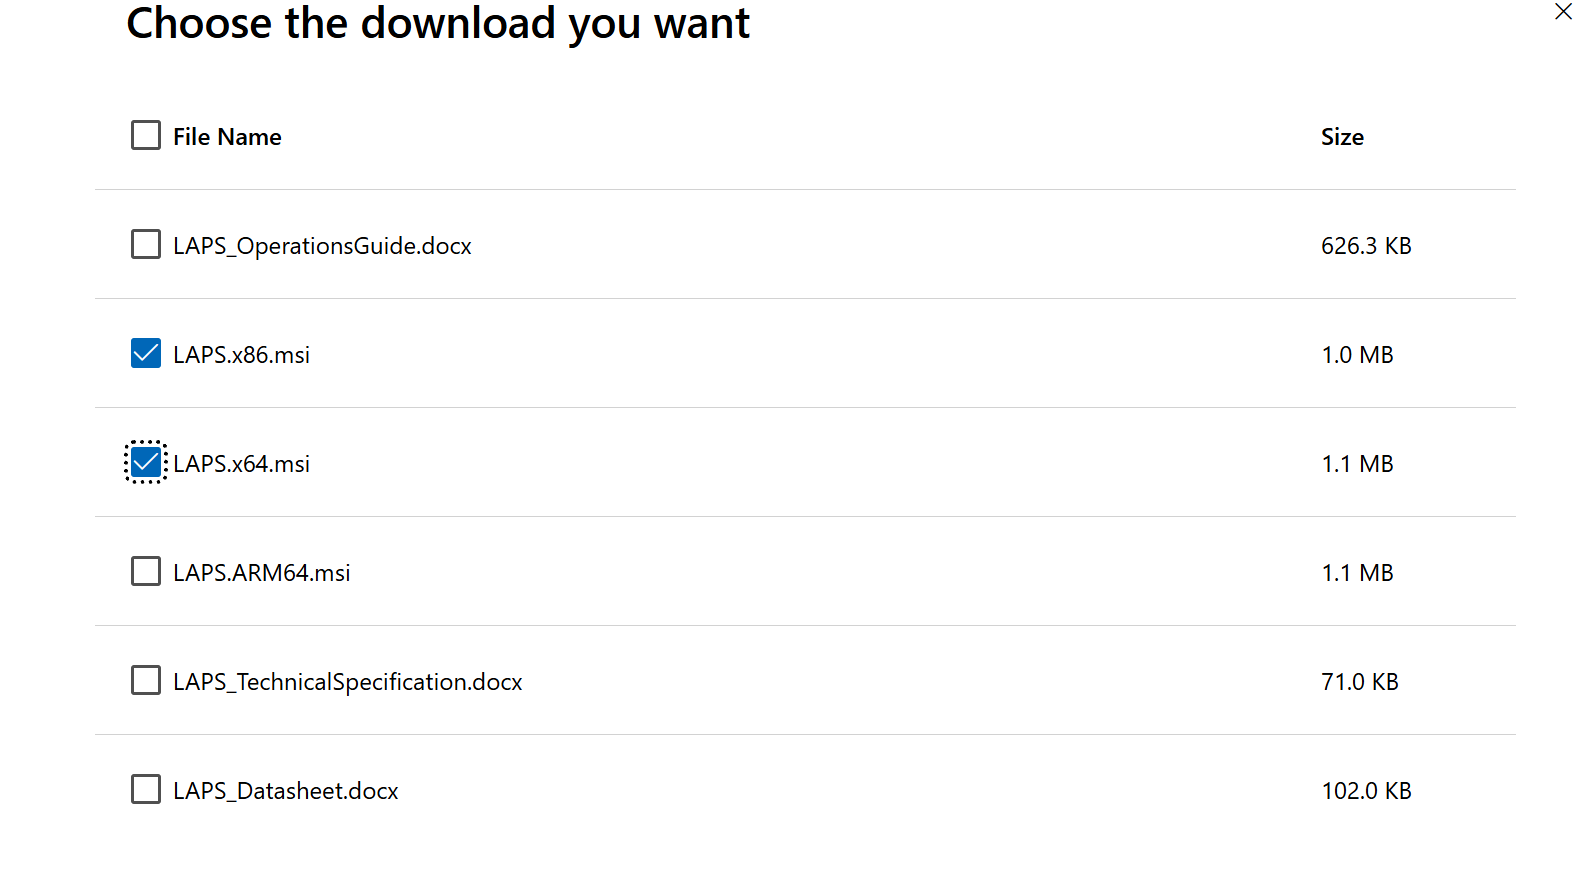 Choose the download you want
File Name Size
LAPS_OperationsGuide.docx 626.3 KB
LAPS.x86.msi 1.0 MB
LAPS.x64.msi 1.1 MB
LAPS.ARM64.msi 1.1 MB
LAPS_TechnicalSpecification.docx 71.0 KB
LAPS_Datasheet.docx 102.0 KB